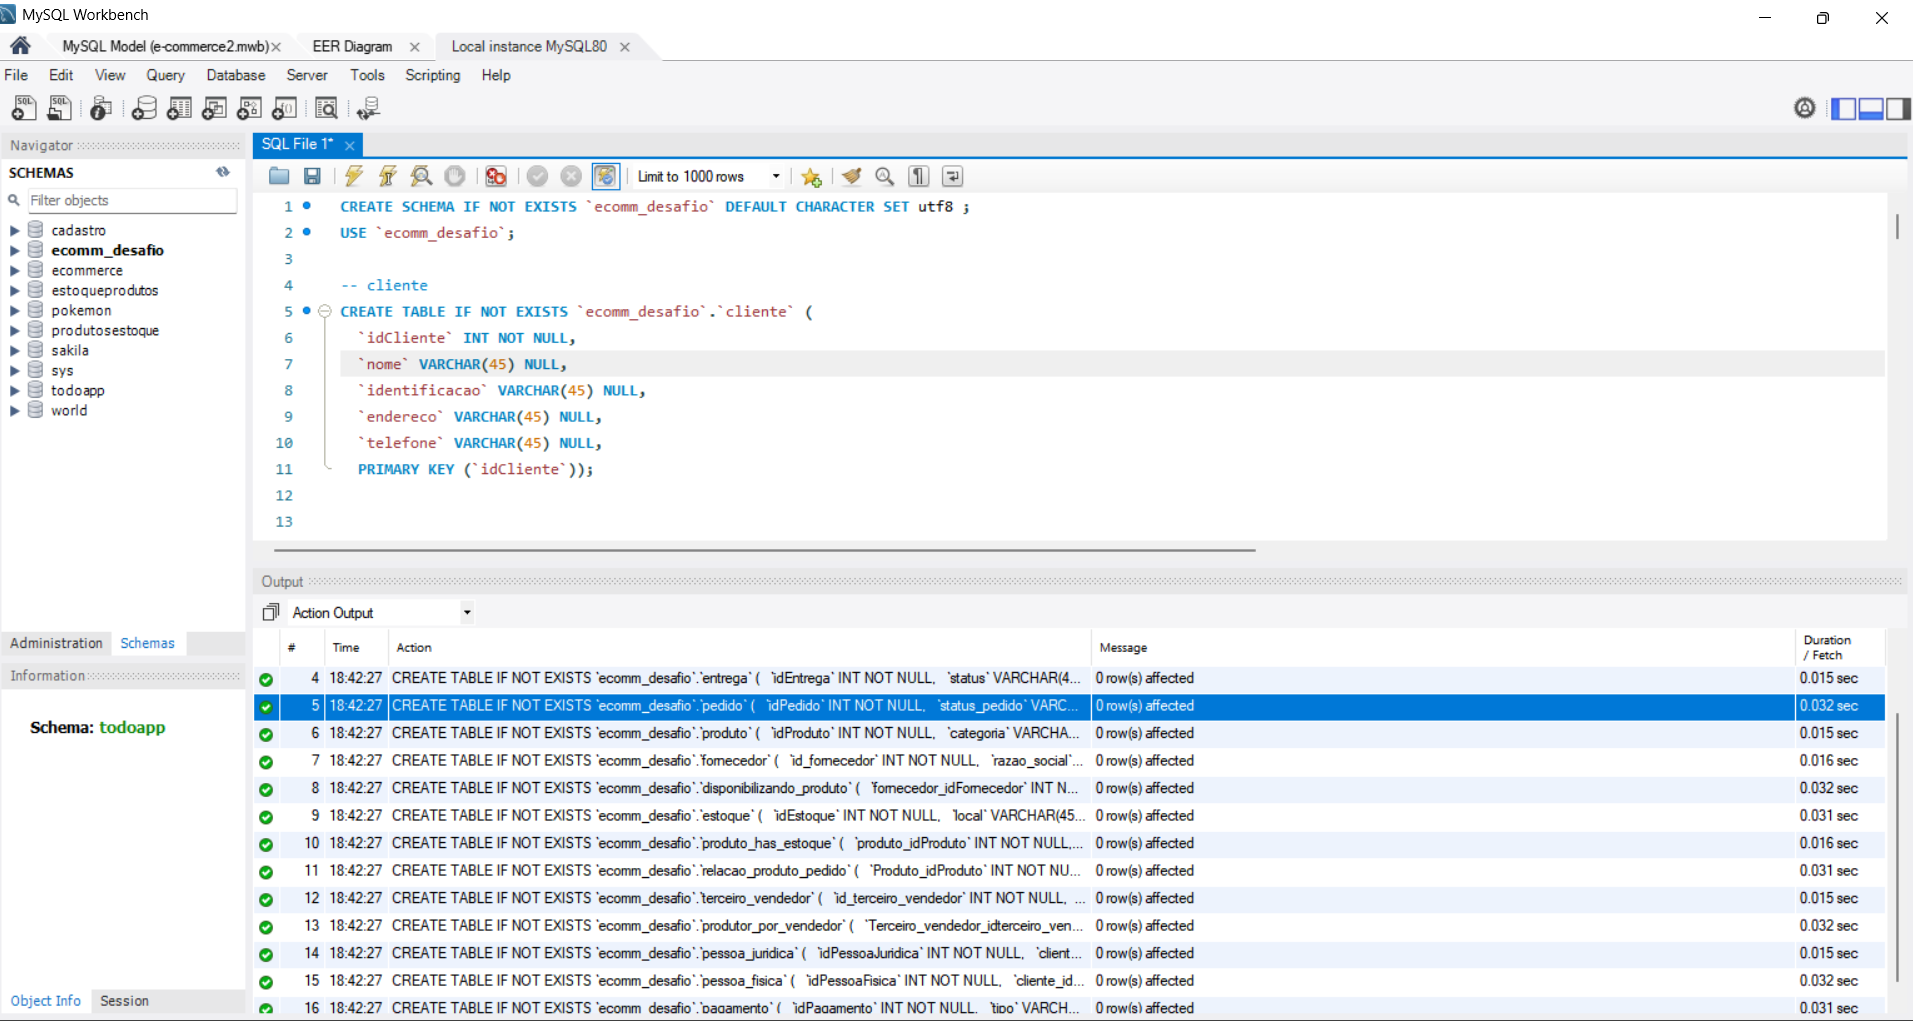 MySQL Workbench
MySQL Model (e-commerce2.mwb) EER Diagram Local instance MySQL80
File Edit View Query Database Server Tools Scripting Help
Navigator
SCHEMAS
Filter objects
cadastro
ecomm_desafio
ecommerce
estoqueprodutos
pokemon
produtosestoque
sakila
sys
todoapp
world
Administration Schemas
Information
Schema: todoapp
Object Info Session
SQL File 1*
Limit to 1000 rows
1 CREATE SCHEMA IF NOT EXISTS `ecomm_desafio` DEFAULT CHARACTER SET utf8 ;
2 USE `ecomm_desafio`;
3
4 -- cliente
5 CREATE TABLE IF NOT EXISTS `ecomm_desafio`.`cliente` (
6 `idCliente` INT NOT NULL,
7 `nome` VARCHAR(45) NULL,
8 `identificacao` VARCHAR(45) NULL,
9 `endereco` VARCHAR(45) NULL,
10 `telefone` VARCHAR(45) NULL,
11 PRIMARY KEY (`idCliente`));
12
13
Output
Action Output
# Time Action Message Duration / Fetch
4 18:42:27 CREATE TABLE IF NOT EXISTS `ecomm_desafio`.`entrega` ( `idEntrega` INT NOT NULL, `status` VARCHAR(4... 0 row(s) affected 0.015 sec
5 18:42:27 CREATE TABLE IF NOT EXISTS `ecomm_desafio`.`pedido` ( `idPedido` INT NOT NULL, `status_pedido` VARC... 0 row(s) affected 0.032 sec
6 18:42:27 CREATE TABLE IF NOT EXISTS `ecomm_desafio`.`produto` ( `idProduto` INT NOT NULL, `categoria` VARCHA... 0 row(s) affected 0.015 sec
7 18:42:27 CREATE TABLE IF NOT EXISTS `ecomm_desafio`.`fornecedor` ( `id_fornecedor` INT NOT NULL, `razao_social`... 0 row(s) affected 0.016 sec
8 18:42:27 CREATE TABLE IF NOT EXISTS `ecomm_desafio`.`disponibilizando_produto` ( `fornecedor_idFornecedor` INT N... 0 row(s) affected 0.032 sec
9 18:42:27 CREATE TABLE IF NOT EXISTS `ecomm_desafio`.`estoque` ( `idEstoque` INT NOT NULL, `local` VARCHAR(45... 0 row(s) affected 0.031 sec
10 18:42:27 CREATE TABLE IF NOT EXISTS `ecomm_desafio`.`produto_has_estoque` ( `produto_idProduto` INT NOT NULL,... 0 row(s) affected 0.016 sec
11 18:42:27 CREATE TABLE IF NOT EXISTS `ecomm_desafio`.`relacao_produto_pedido` ( `Produto_idProduto` INT NOT NU... 0 row(s) affected 0.031 sec
12 18:42:27 CREATE TABLE IF NOT EXISTS `ecomm_desafio`.`terceiro_vendedor` ( `id_terceiro_vendedor` INT NOT NULL, ... 0 row(s) affected 0.015 sec
13 18:42:27 CREATE TABLE IF NOT EXISTS `ecomm_desafio`.`produtor_por_vendedor` ( `Terceiro_vendedor_idterceiro_ven... 0 row(s) affected 0.032 sec
14 18:42:27 CREATE TABLE IF NOT EXISTS `ecomm_desafio`.`pessoa_juridica` ( `idPessoaJuridica` INT NOT NULL, `client... 0 row(s) affected 0.015 sec
15 18:42:27 CREATE TABLE IF NOT EXISTS `ecomm_desafio`.`pessoa_fisica` ( `idPessoaFisica` INT NOT NULL, `cliente_id... 0 row(s) affected 0.032 sec
16 18:42:27 CREATE TABLE IF NOT EXISTS `ecomm_desafio`.`pagamento` ( `idPagamento` INT NOT NULL, `tipo` VARCH... 0 row(s) affected 0.031 sec